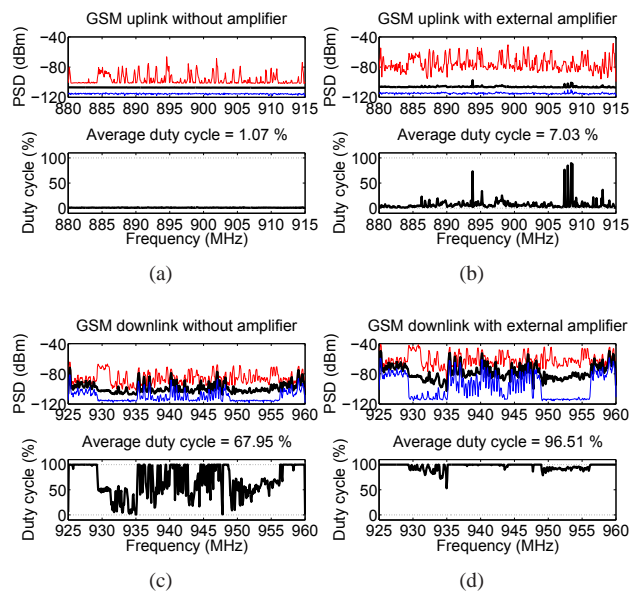 GSM uplink without amplifier
PSD (dBm)
−40
−80
−120
880 885 890 895 900 905 910 915
Average duty cycle = 1.07 %
Duty cycle (%)
100
50
0
880 885 890 895 900 905 910 915
Frequency (MHz)
(a)
GSM uplink with external amplifier
PSD (dBm)
−40
−80
−120
880 885 890 895 900 905 910 915
Average duty cycle = 7.03 %
Duty cycle (%)
100
50
0
880 885 890 895 900 905 910 915
Frequency (MHz)
(b)
GSM downlink without amplifier
PSD (dBm)
−40
−80
−120
925 930 935 940 945 950 955 960
Average duty cycle = 67.95 %
Duty cycle (%)
100
50
0
925 930 935 940 945 950 955 960
Frequency (MHz)
(c)
GSM downlink with external amplifier
PSD (dBm)
−40
−80
−120
925 930 935 940 945 950 955 960
Average duty cycle = 96.51 %
Duty cycle (%)
100
50
0
925 930 935 940 945 950 955 960
Frequency (MHz)
(d)